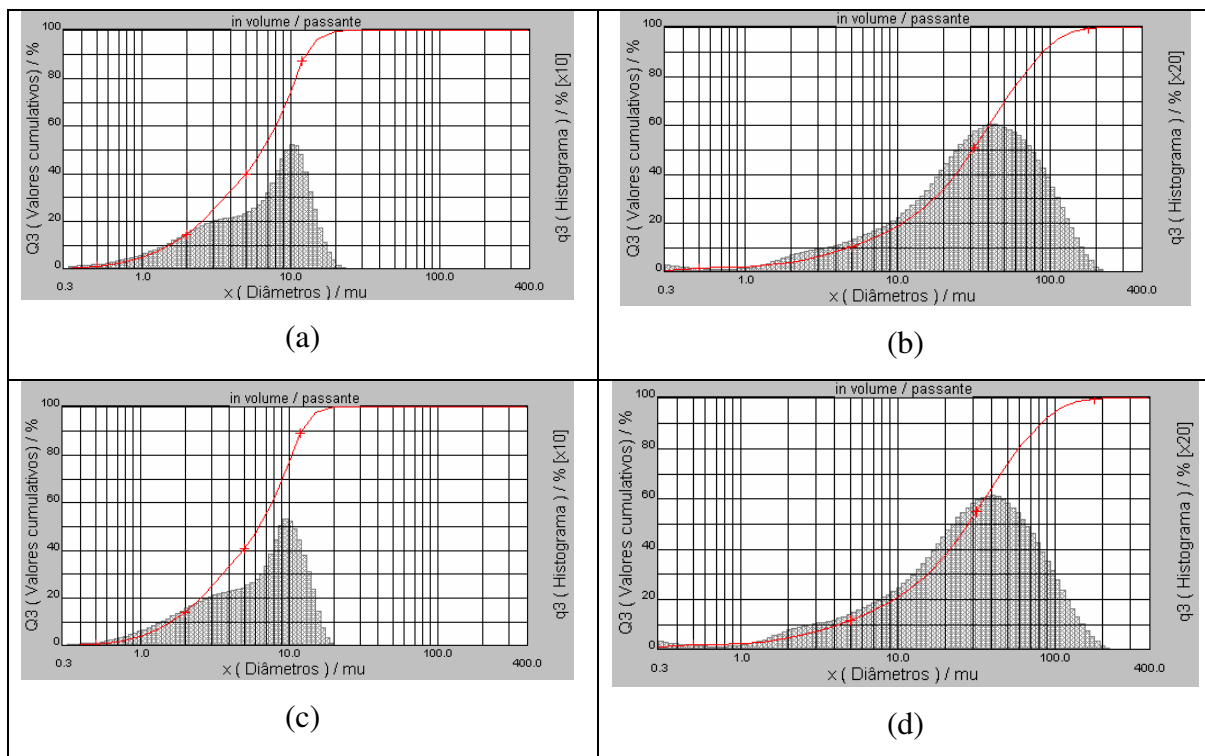 in volume / passante
Q3 ( Valores cumulativos) / %
100
80
60
40
20
0
q3 ( Histograma ) / % [x10]
1.0
10.0
100.0
0.3
400.0
x ( Diâmetros ) / mu
(a)
in volume / passante
Q3 ( Valores cumulativos) / %
100
80
60
40
20
0
q3 ( Histograma ) / % [x20]
1.0
10.0
100.0
0.3
400.0
x ( Diâmetros ) / mu
(b)
in volume / passante
Q3 ( Valores cumulativos) / %
100
80
60
40
20
0
q3 ( Histograma ) / % [x10]
1.0
10.0
100.0
0.3
400.0
x ( Diâmetros ) / mu
(c)
in volume / passante
Q3 ( Valores cumulativos) / %
100
80
60
40
20
0
q3 ( Histograma ) / % [x20]
1.0
10.0
100.0
0.3
400.0
x ( Diâmetros ) / mu
(d)